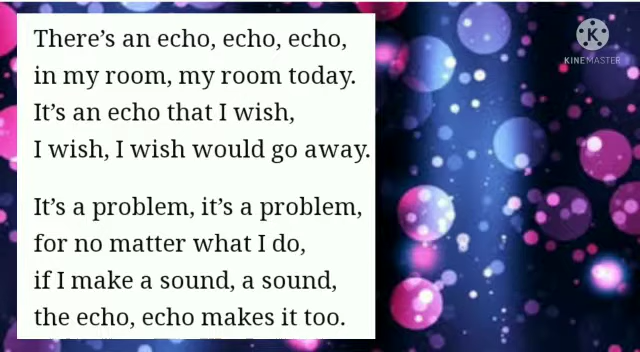 There’s an echo, echo, echo,
in my room, my room today.
It’s an echo that I wish,
I wish, I wish would go away.
It’s a problem, it’s a problem,
for no matter what I do,
if I make a sound, a sound,
the echo, echo makes it too.
K
KINEMASTER